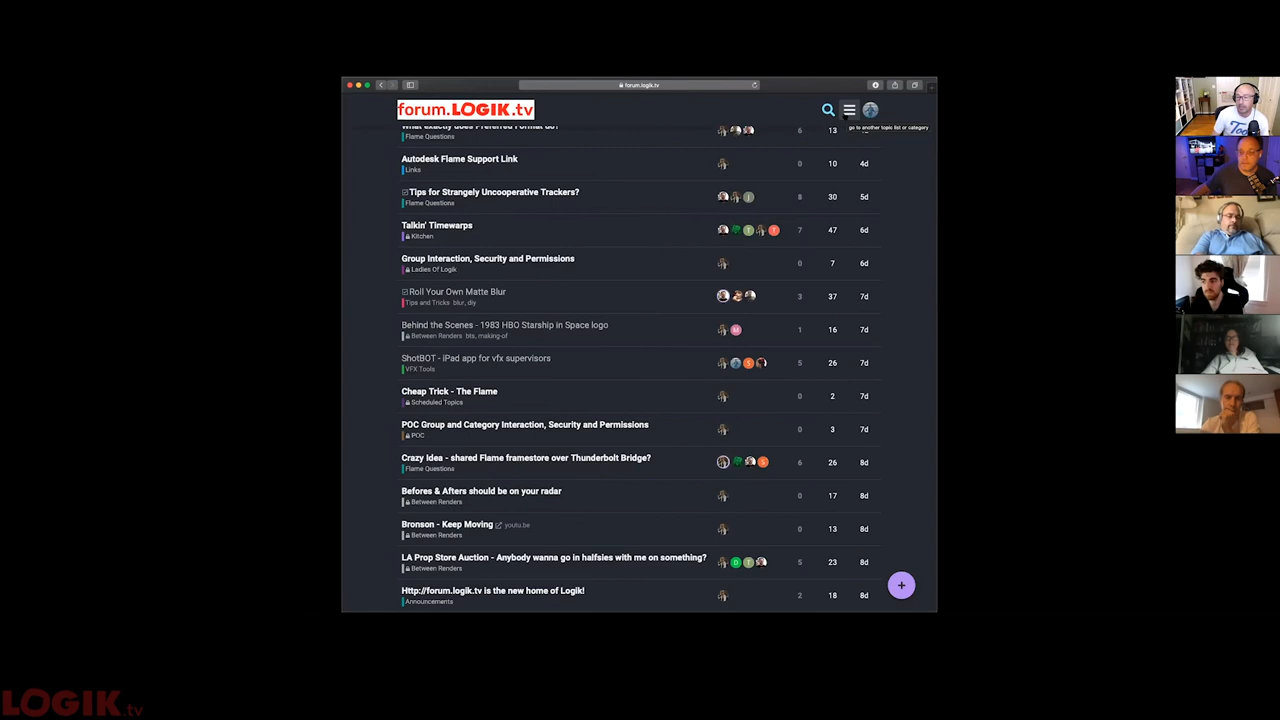 forum.logik.tv
forum.LOGIK.tv
go to another topic list or category
What exactly does Preferred Format do?
Flame Questions
6 13
Autodesk Flame Support Link
Links
0 10 4d
Tips for Strangely Uncooperative Trackers?
Flame Questions
I
8 30 5d
Talkin' Timewarps
Kitchen
T T
7 47 6d
Group Interaction, Security and Permissions
Ladies Of Logik
0 7 6d
Roll Your Own Matte Blur
Tips and Tricks blur, diy
3 37 7d
Behind the Scenes - 1983 HBO Starship in Space logo
Between Renders bts, making-of
M
1 16 7d
ShotBOT - iPad app for vfx supervisors
VFX Tools
S
5 26 7d
Cheap Trick - The Flame
Scheduled Topics
0 2 7d
POC Group and Category Interaction, Security and Permissions
POC
0 3 7d
Crazy Idea - shared Flame framestore over Thunderbolt Bridge?
Flame Questions
S
6 26 8d
Befores & Afters should be on your radar
Between Renders
0 17 8d
Bronson - Keep Moving youtu.be
Between Renders
0 13 8d
LA Prop Store Auction - Anybody wanna go in halfsies with me on something?
Between Renders
D T
5 23 8d
Http://forum.logik.tv is the new home of Logik!
Announcements
2 18 8d
+
LOGIK.tv